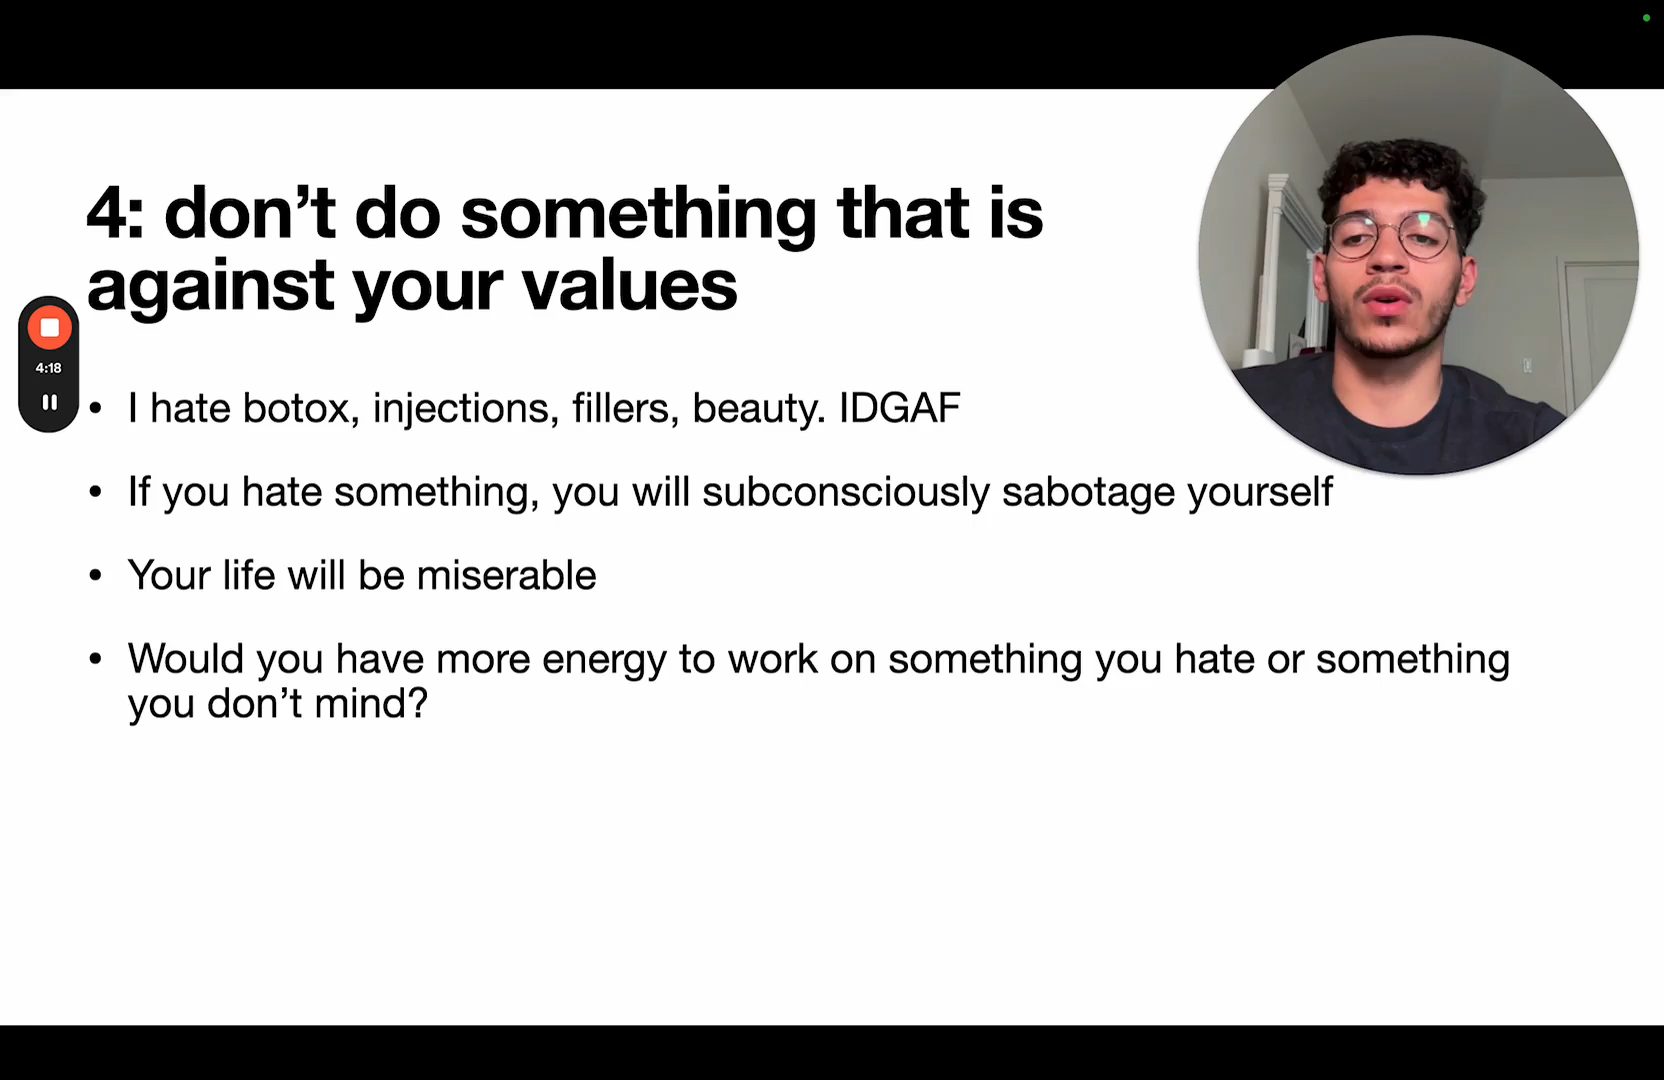 4: don’t do something that is
against your values
4:18
• I hate botox, injections, fillers, beauty. IDGAF
• If you hate something, you will subconsciously sabotage yourself
• Your life will be miserable
• Would you have more energy to work on something you hate or something
you don’t mind?